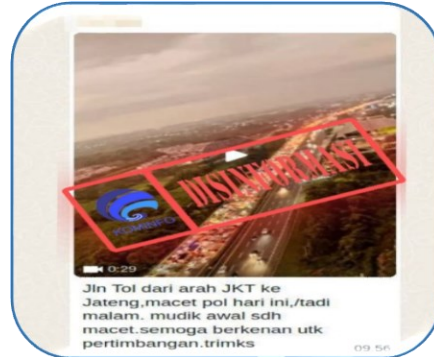 KOMINFO
DISINFORMASI
0:29
Jln Tol dari arah JKT ke
Jateng,macet pol hari ini,/tadi
malam. mudik awal sdh
macet.semoga berkenan utk
pertimbangan.trimks
09.56